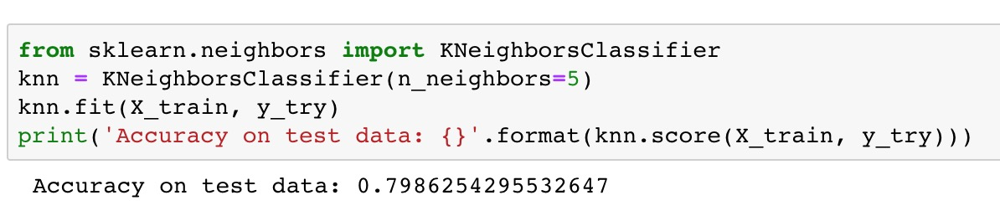 from sklearn.neighbors import KNeighborsClassifier
knn = KNeighborsClassifier(n_neighbors=5)
knn.fit(X_train, y_try)
print('Accuracy on test data: {}'.format(knn.score(X_train, y_try)))
Accuracy on test data: 0.7986254295532647